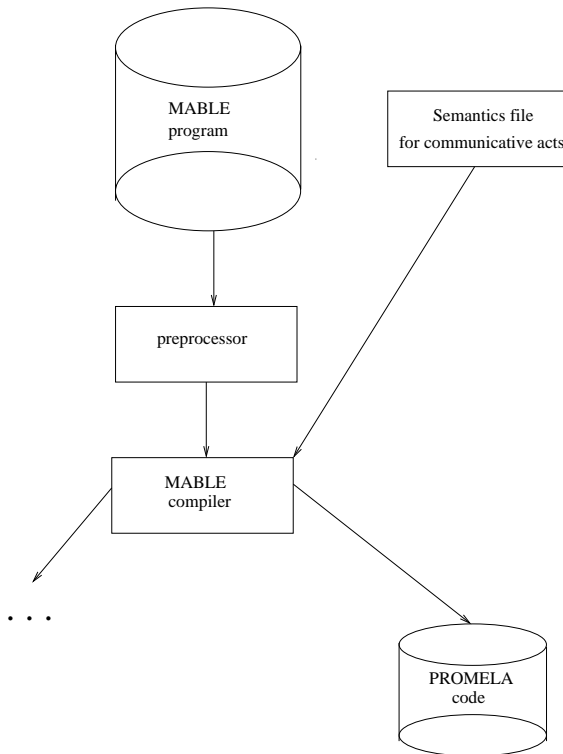 MABLE
program
Semantics file
for communicative acts
preprocessor
MABLE
compiler
. . .
PROMELA
code